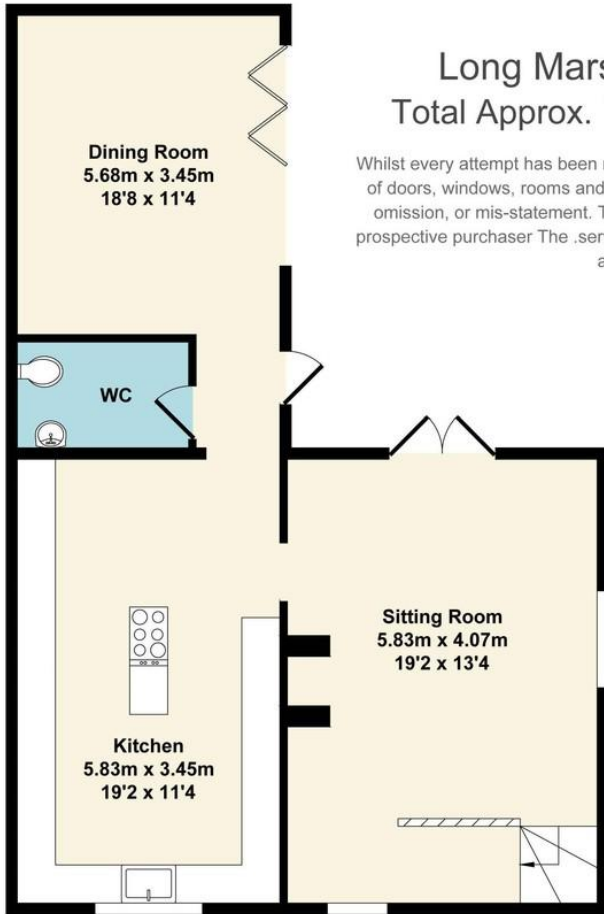 Long Mars
Total Approx.
Whilst every attempt has been
of doors, windows, rooms and
omission, or mis-statement.
prospective purchaser The .ser
Dining Room
5.68m x 3.45m
18'8 x 11'4
WC
Sitting Room
5.83m x 4.07m
19'2 x 13'4
Kitchen
5.83m x 3.45m
19'2 x 11'4